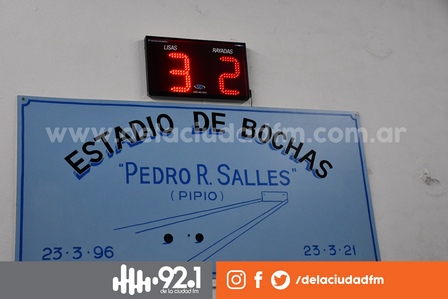 LISAS RAYADAS
3 2
www.delaciudadfm.com.ar
ESTADIO DE BOCHAS
"PEDRO R. SALLES"
(PIPIO)
23-3-96 23-3-21
92.1
de la ciudad fm
/delaciudadfm